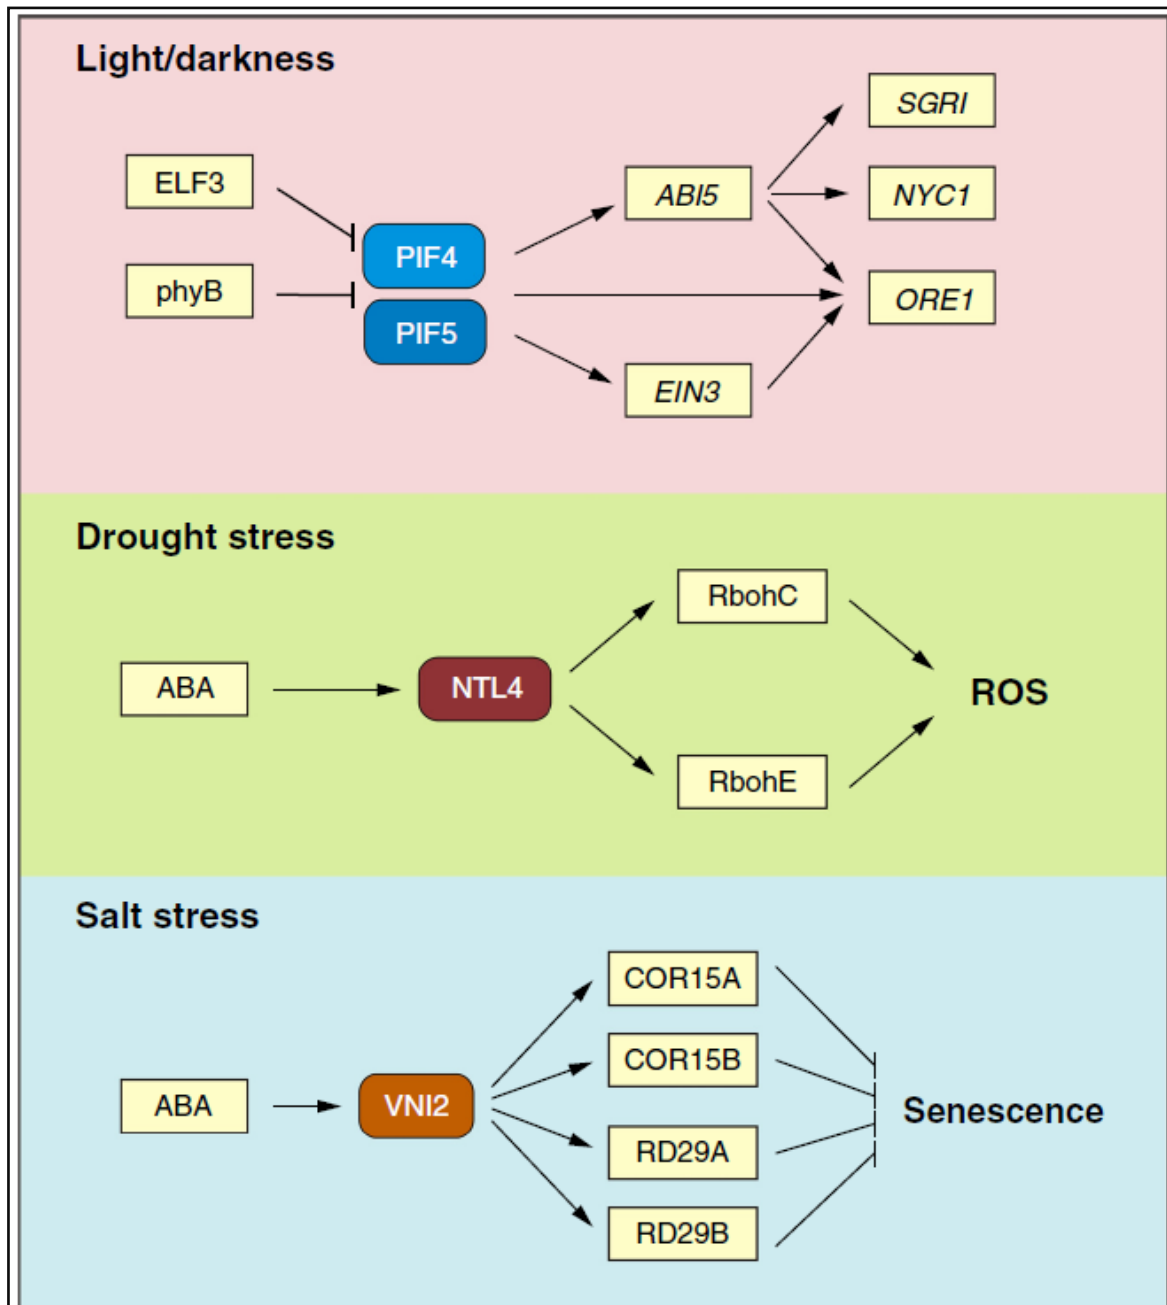 Light/darkness
SGRI
ELF3
ABI5
NYC1
PIF4
phyB
ORE1
PIF5
EIN3
Drought stress
RbohC
ABA
NTL4
ROS
RbohE
Salt stress
COR15A
COR15B
ABA
VNI2
Senescence
RD29A
RD29B